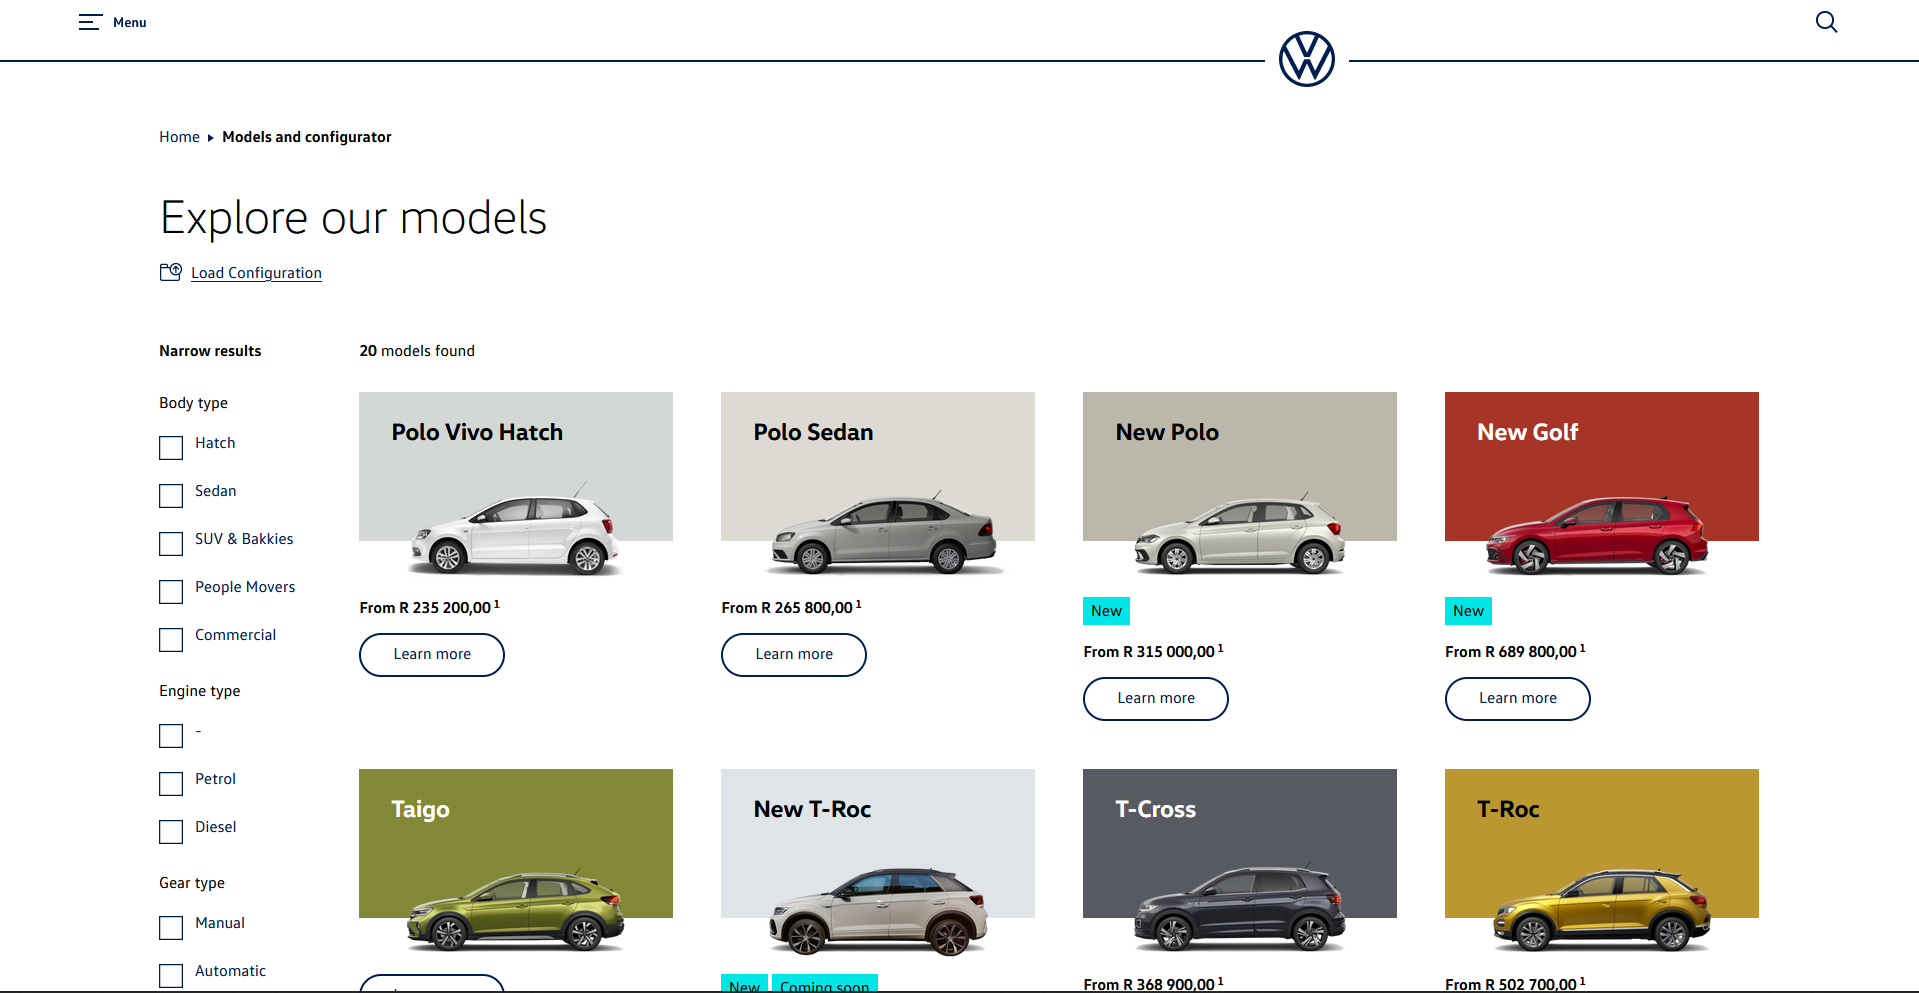 Menu
Home ▸ Models and configurator
Explore our models
Load Configuration
Narrow results
20 models found
Body type
Hatch
Sedan
SUV & Bakkies
People Movers
Commercial
Engine type
-
Petrol
Diesel
Gear type
Manual
Automatic
Polo Vivo Hatch
From R 235 200,00 1
Learn more
Polo Sedan
From R 265 800,00 1
Learn more
New Polo
New
From R 315 000,00 1
Learn more
New Golf
New
From R 689 800,00 1
Learn more
Taigo
New T-Roc
New Coming soon
T-Cross
From R 368 900,00 1
T-Roc
From R 502 700,00 1